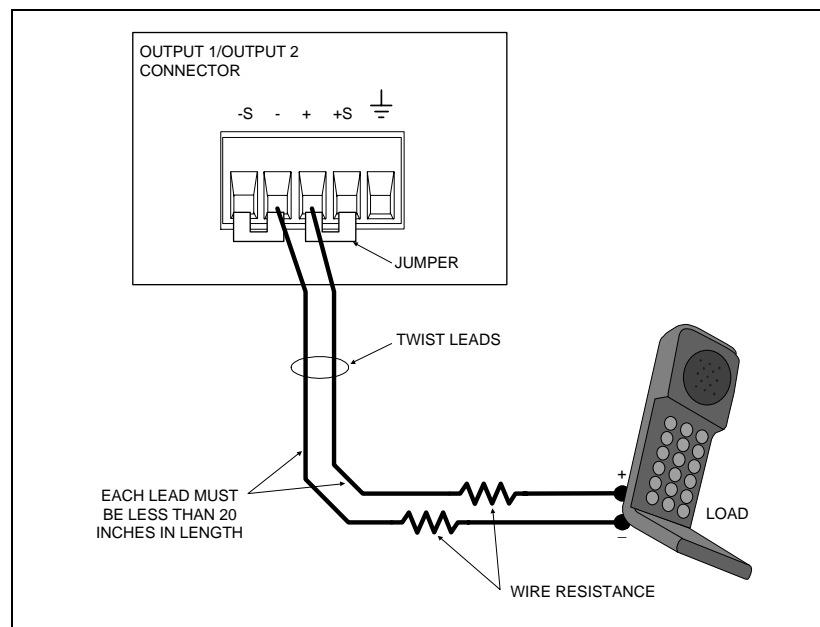 OUTPUT 1/OUTPUT 2
CONNECTOR
-S - + +S
JUMPER
TWIST LEADS
EACH LEAD MUST
BE LESS THAN 20
INCHES IN LENGTH
+
LOAD
–
WIRE RESISTANCE